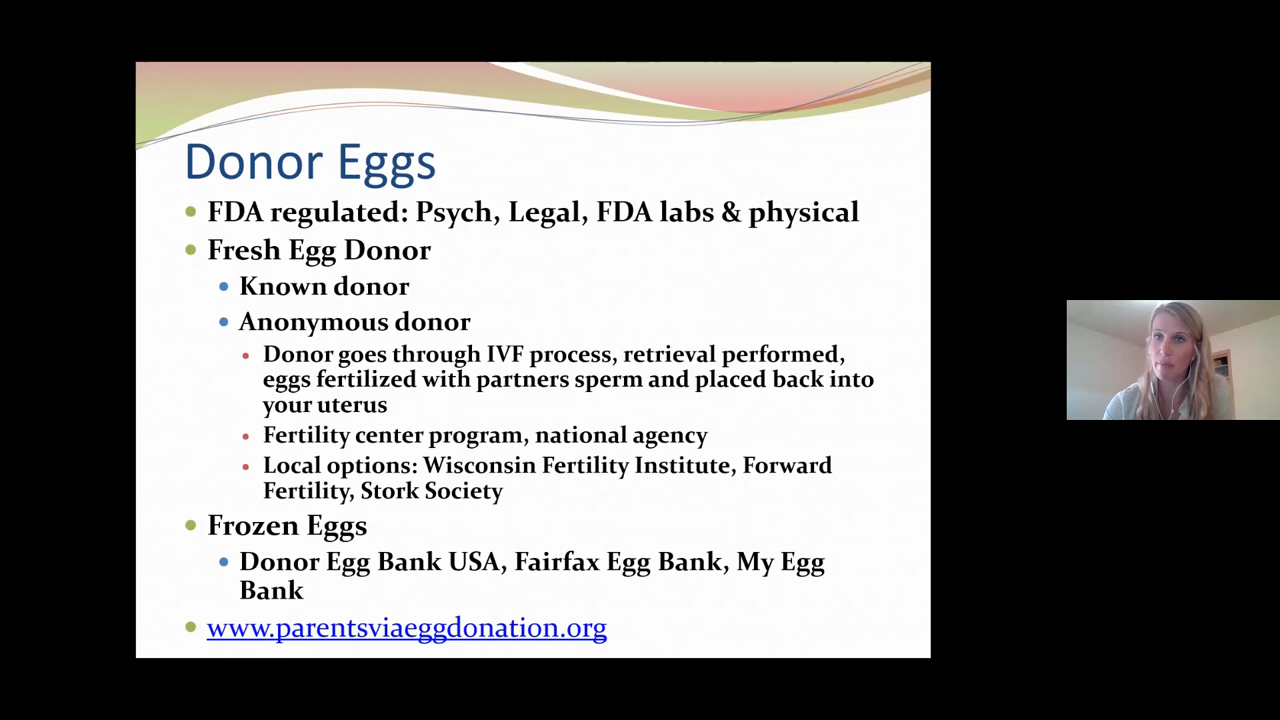 Donor Eggs
FDA regulated: Psych, Legal, FDA labs & physical
Fresh Egg Donor
Known donor
Anonymous donor
Donor goes through IVF process, retrieval performed,
eggs fertilized with partners sperm and placed back into
your uterus
Fertility center program, national agency
Local options: Wisconsin Fertility Institute, Forward
Fertility, Stork Society
Frozen Eggs
Donor Egg Bank USA, Fairfax Egg Bank, My Egg
Bank
www.parentsviaeggdonation.org